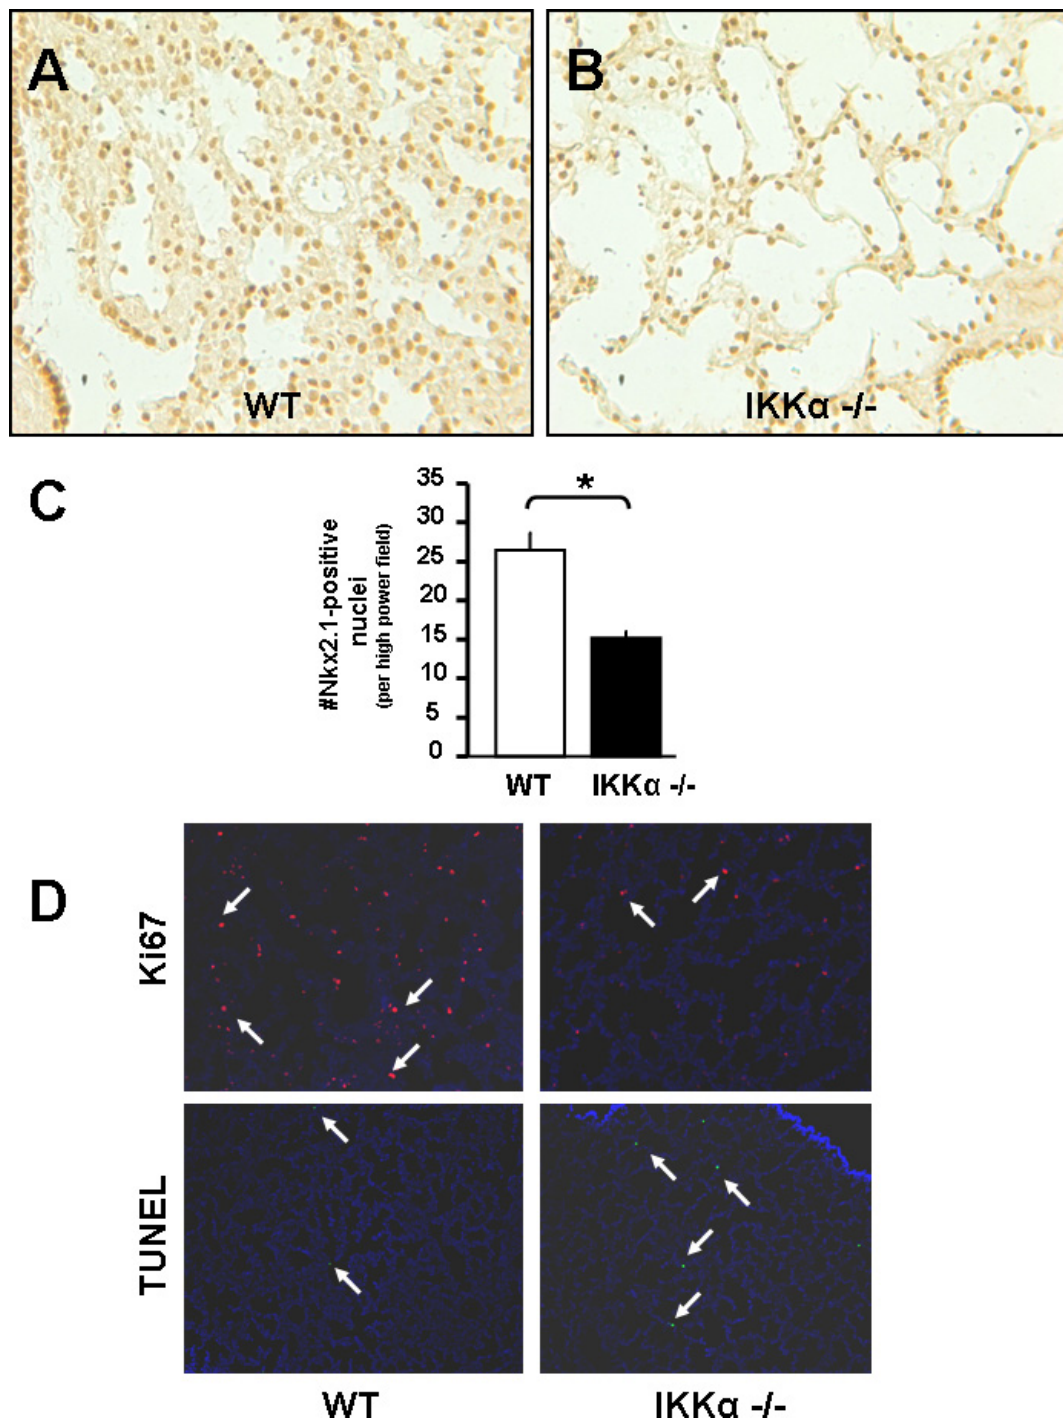 A
B
WT
IKKα -/-
C
35
30
25
20
15
10
5
0
#Nkx2.1-positive
nuclei
(per high power field)
*
WT
IKKα -/-
D
Ki67
TUNEL
WT
IKKα -/-